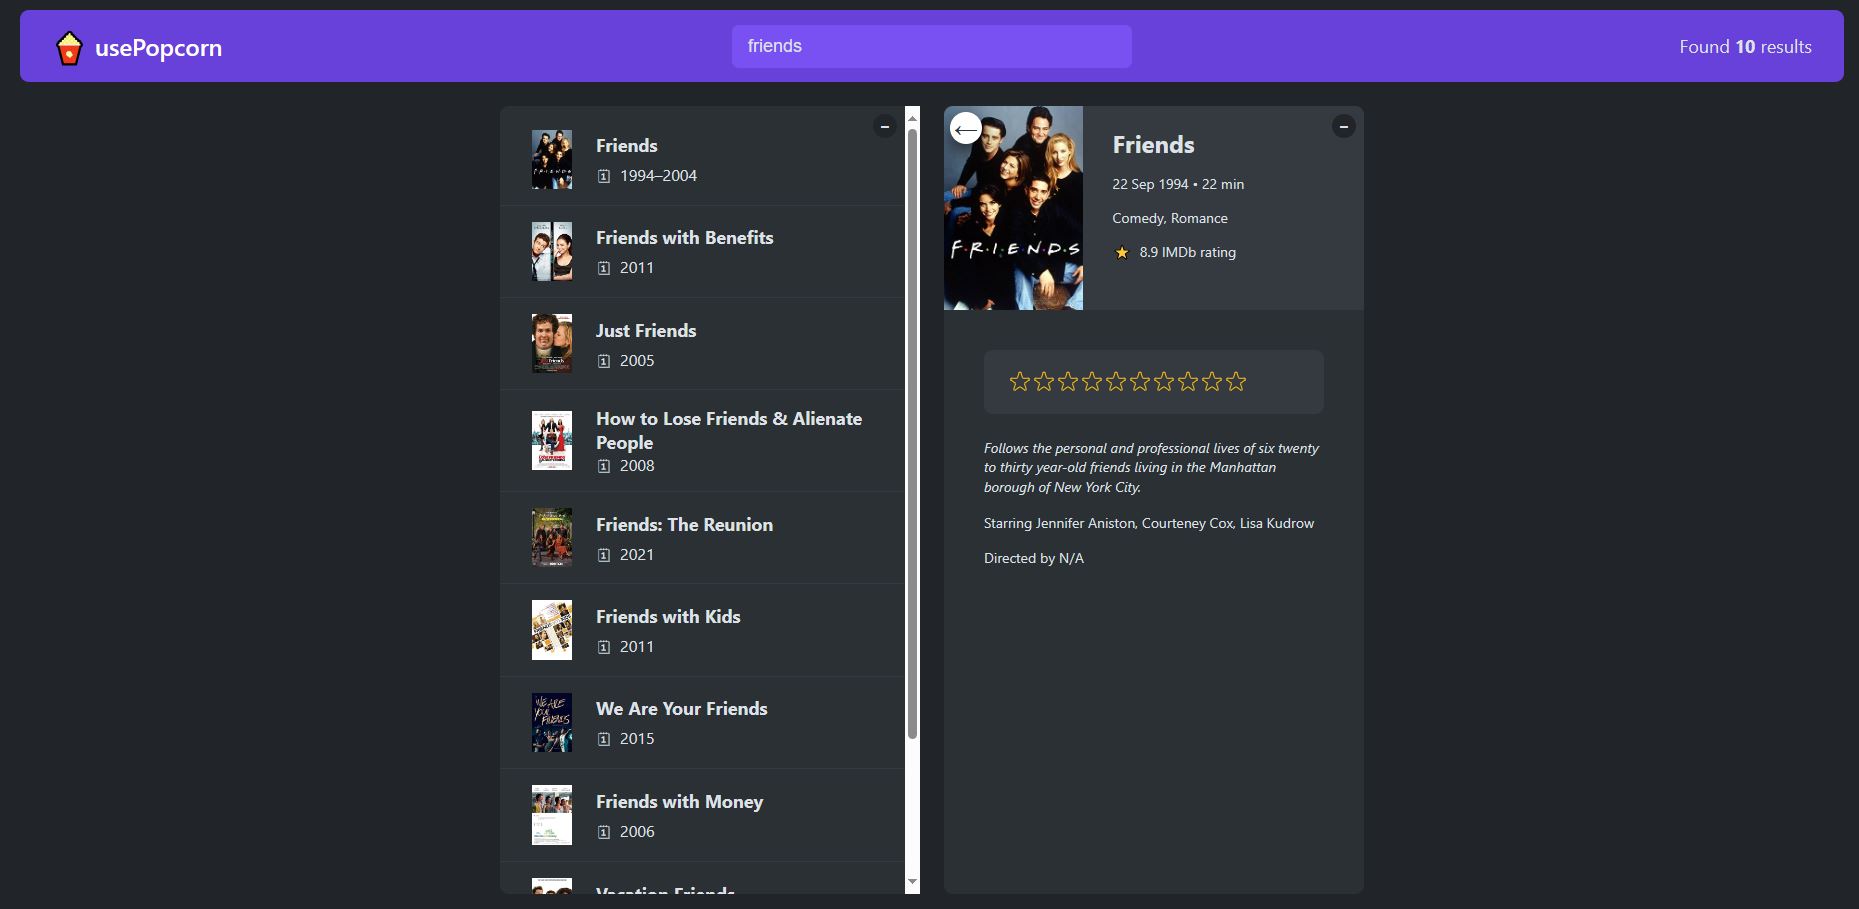 usePopcorn
friends
Found 10 results
Friends
1994–2004
Friends with Benefits
2011
Just Friends
2005
How to Lose Friends & Alienate
People
2008
Friends: The Reunion
2021
Friends with Kids
2011
We Are Your Friends
2015
Friends with Money
2006
Vacation Friends
F·R·I·E·N·D·S
Friends
22 Sep 1994 • 22 min
Comedy, Romance
8.9 IMDb rating
Follows the personal and professional lives of six twenty
to thirty year-old friends living in the Manhattan
borough of New York City.
Starring Jennifer Aniston, Courteney Cox, Lisa Kudrow
Directed by N/A